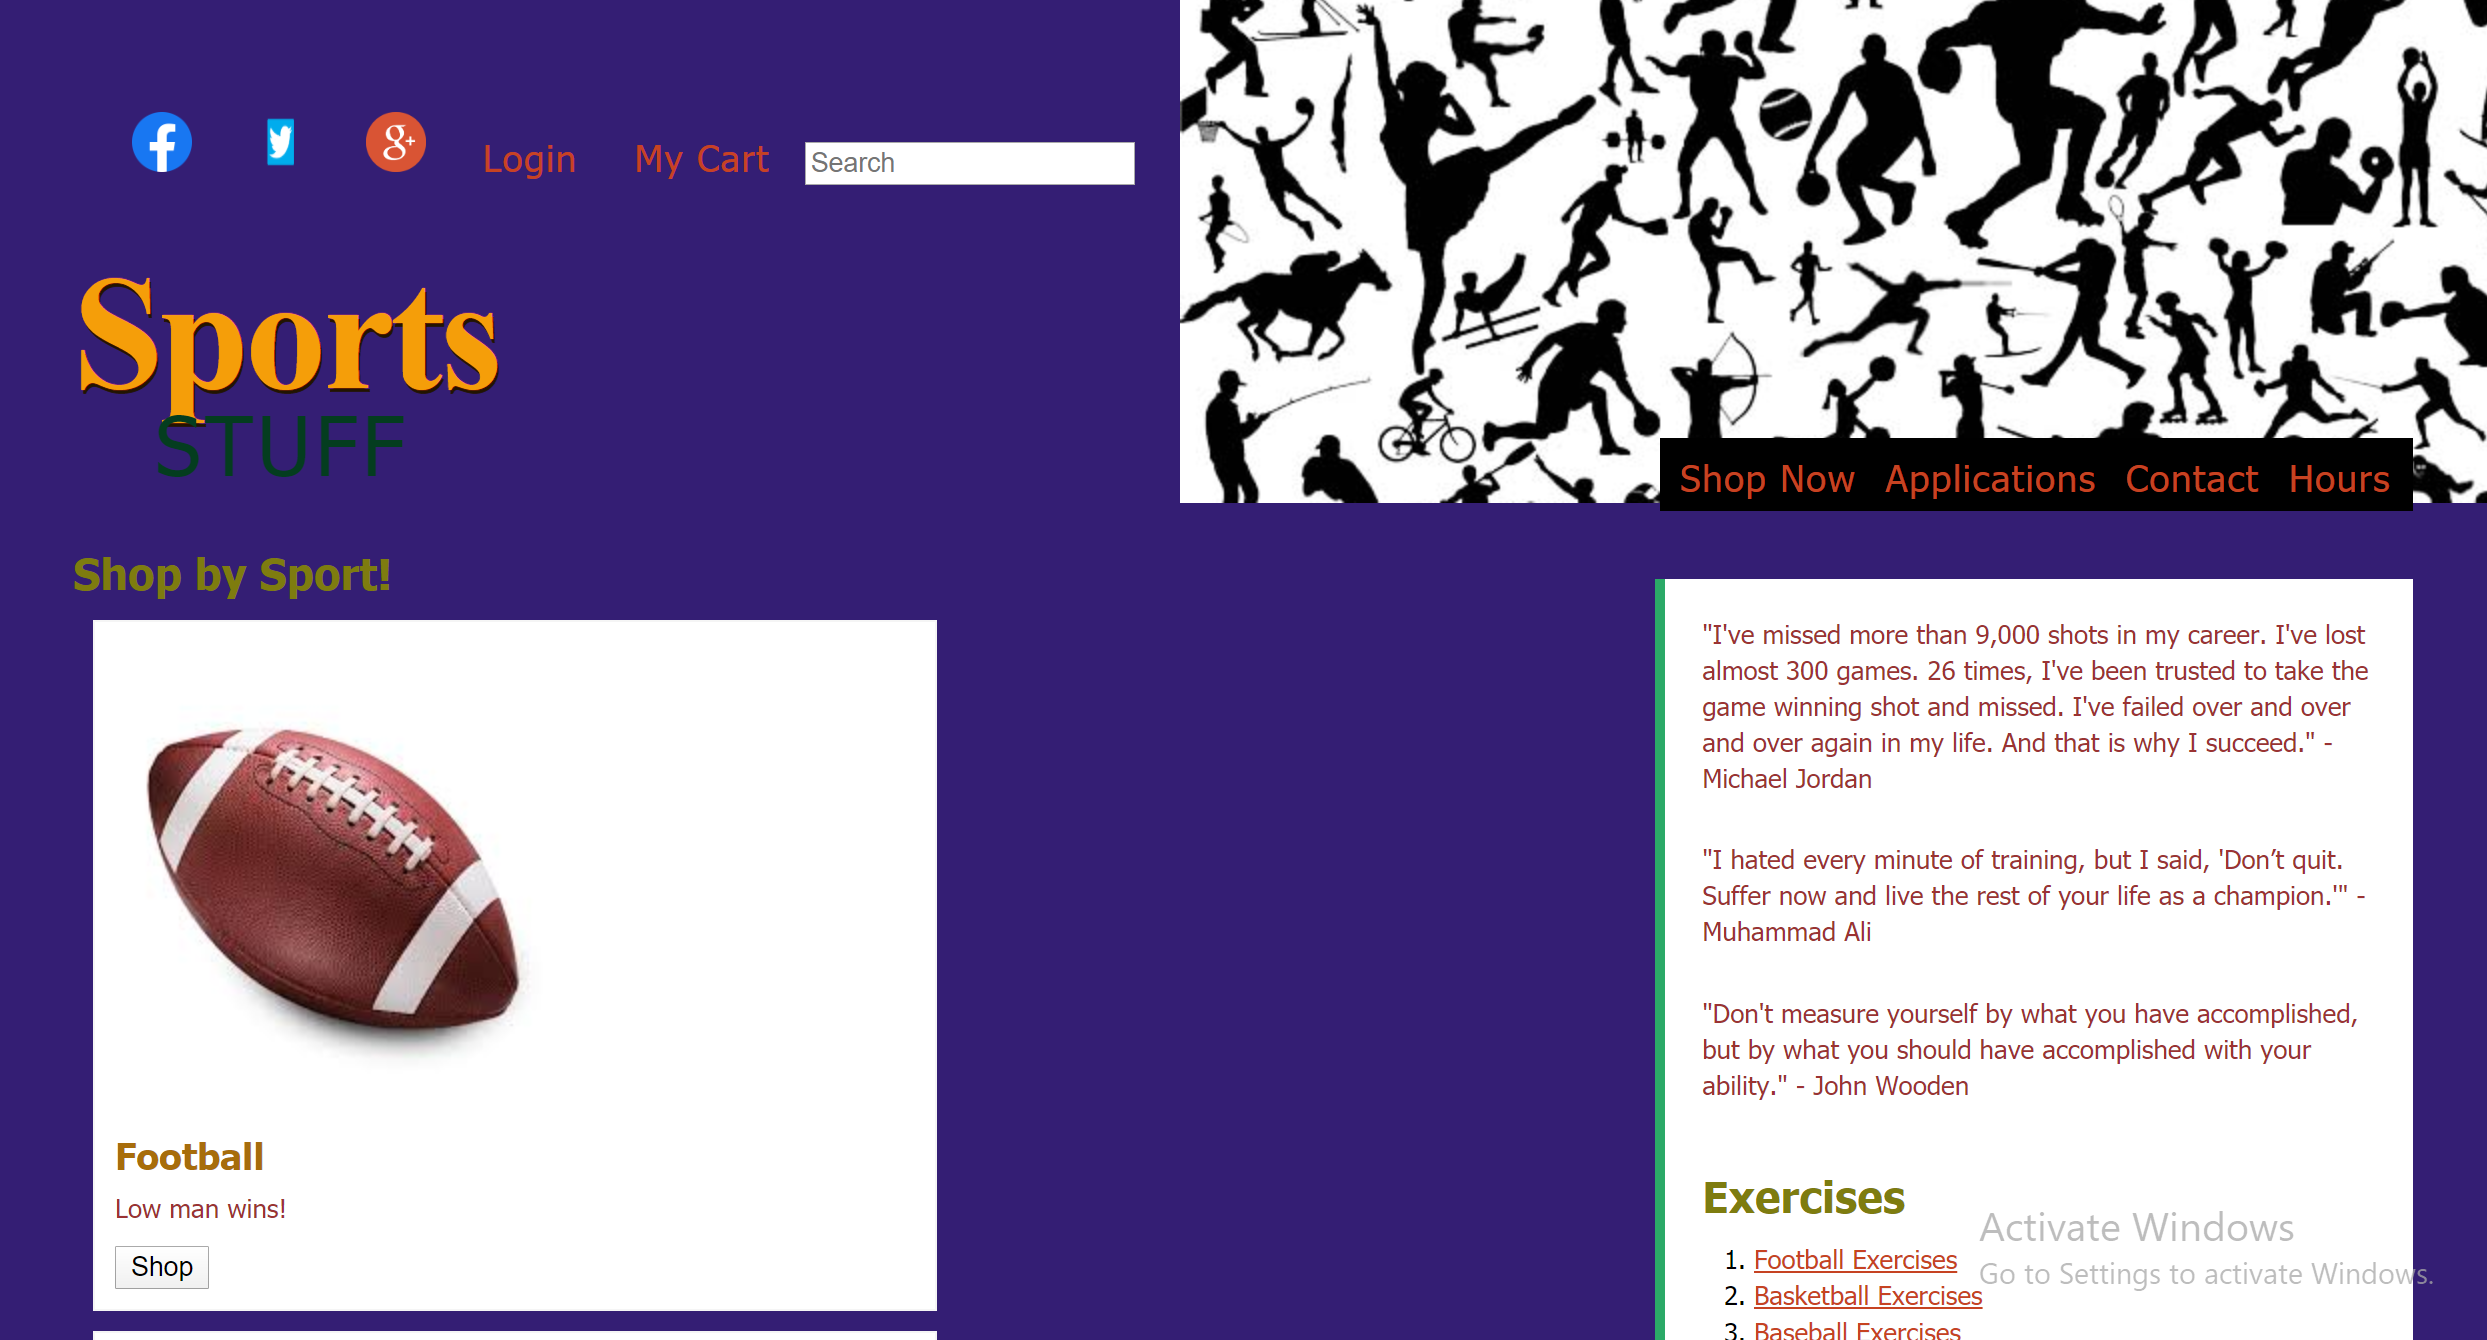 Login
My Cart
Search
Sports
STUFF
Shop Now
Applications
Contact
Hours
Shop by Sport!
Football
Low man wins!
Shop
"I've missed more than 9,000 shots in my career. I've lost
almost 300 games. 26 times, I've been trusted to take the
game winning shot and missed. I've failed over and over
and over again in my life. And that is why I succeed." -
Michael Jordan
"I hated every minute of training, but I said, 'Don’t quit.
Suffer now and live the rest of your life as a champion.'" -
Muhammad Ali
"Don't measure yourself by what you have accomplished,
but by what you should have accomplished with your
ability." - John Wooden
Exercises
1. Football Exercises
2. Basketball Exercises
3. Baseball Exercises
Activate Windows
Go to Settings to activate Windows.